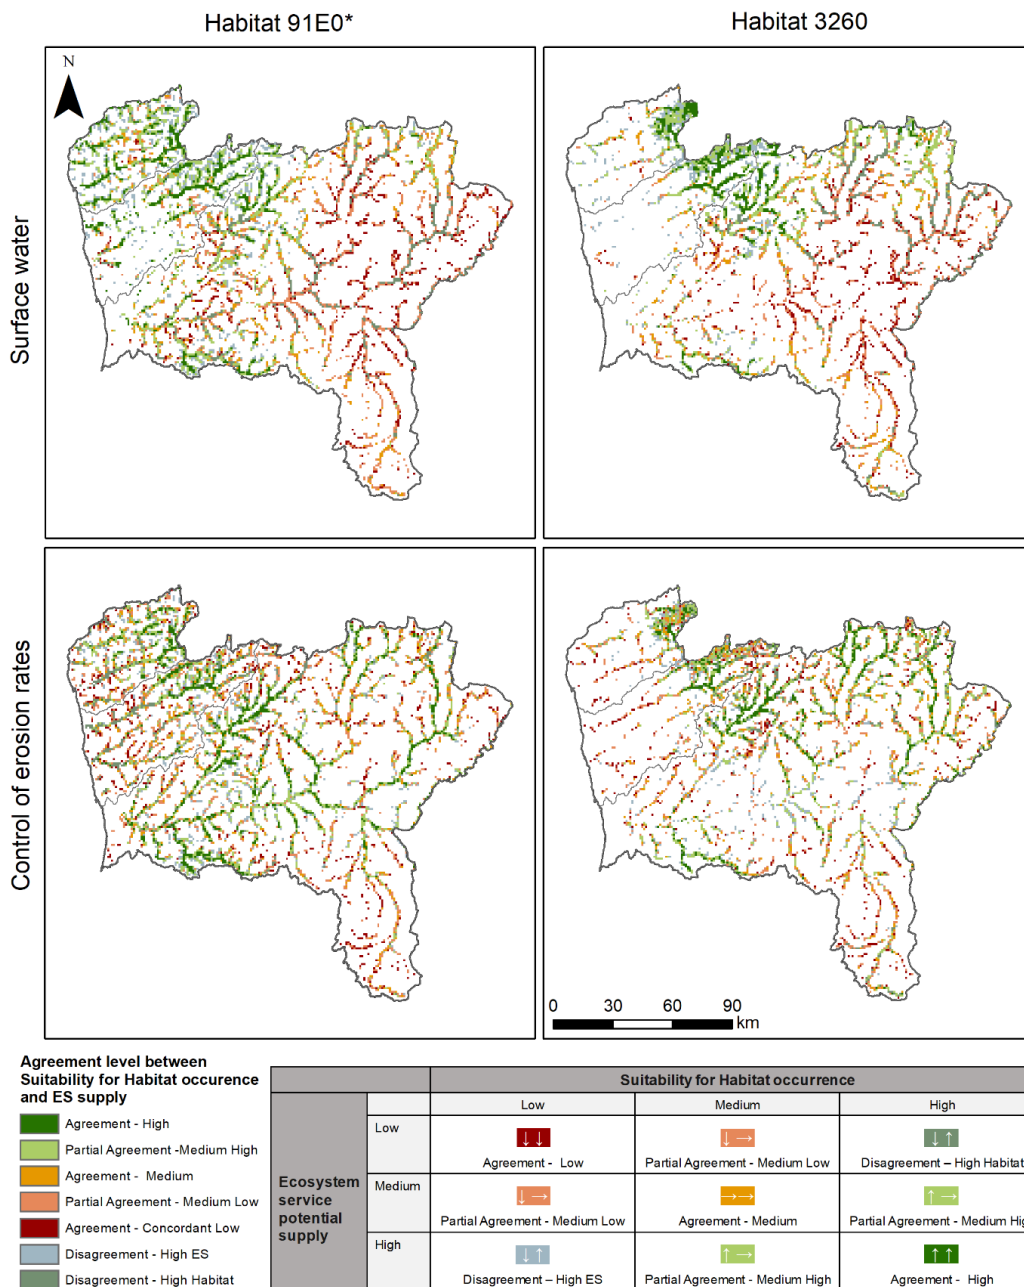 Habitat 91E0*
Habitat 3260
N
Surface water
Control of erosion rates
0 30 60 90
km
Agreement level between
Suitability for Habitat occurence
and ES supply
Agreement - High
Partial Agreement -Medium High
Agreement - Medium
Partial Agreement - Medium Low
Agreement - Concordant Low
Disagreement - High ES
Disagreement - High Habitat
Suitability for Habitat occurrence
Low Medium High
Ecosystem
service
potential
supply
Low
↓↓ ↓→ ↓↑
Agreement - Low Partial Agreement - Medium Low Disagreement – High Habitat
Medium
↓→ →→ ↑→
Partial Agreement - Medium Low Agreement - Medium Partial Agreement - Medium
High
↓↑ ↑→ ↑↑
Disagreement – High ES Partial Agreement - Medium High Agreement - High